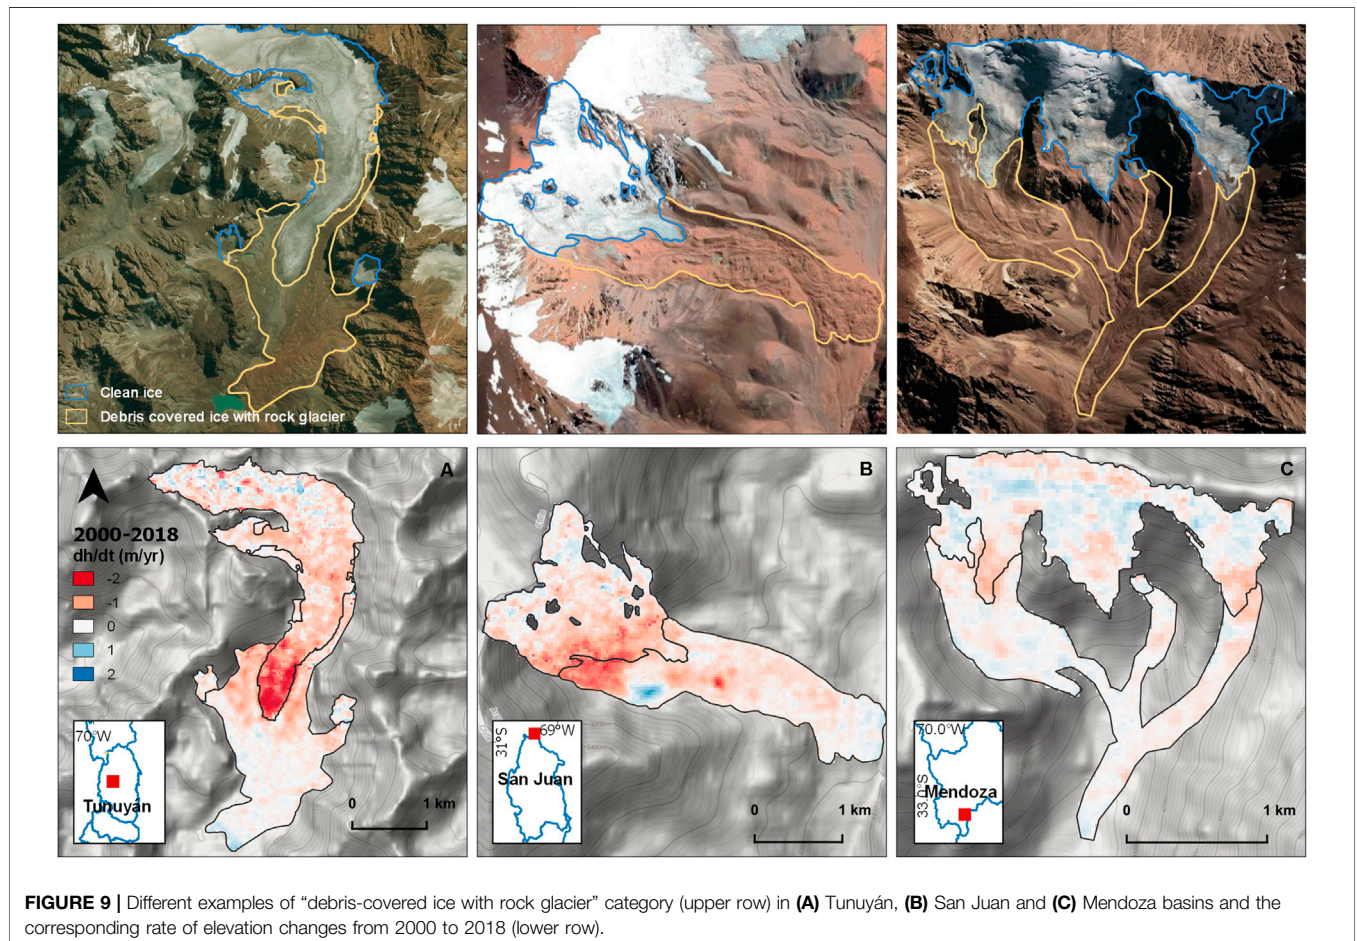 Clean ice
Debris covered ice with rock glacier
A
B
C
2000-2018
dh/dt (m/yr)
-2
-1
0
1
2
70°W
Tunuyán
0 1 km
Chile
31°S
69°W
San Juan
0 1 km
70.0°W
33.0°S
Mendoza
0 1 km
FIGURE 9 | Different examples of “debris-covered ice with rock glacier” category (upper row) in (A) Tunuyán, (B) San Juan and (C) Mendoza basins and the
corresponding rate of elevation changes from 2000 to 2018 (lower row).